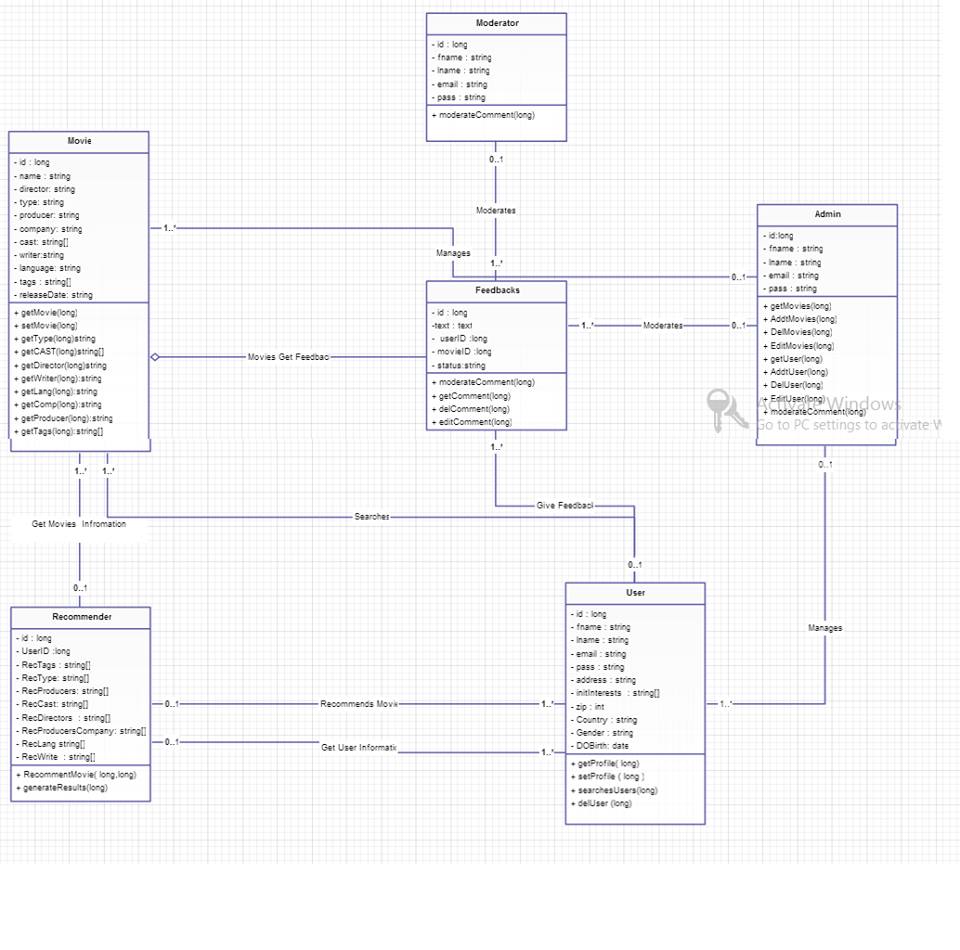 Moderator
- id : long
- fname : string
- lname : string
- email : string
- pass : string
+ moderateComment(long)
0..1
Moderates
1..*
Movie
- id : long
- name : string
- director: string
- type: string
- producer: string
- company: string
- cast: string[]
- writer:string
- language: string
- tags : string[]
- releaseDate: string
+ getMovie(long)
+ setMovie(long)
+ getType(long)string
+ getCAST(long)string[]
+ getDirector(long)string
+ getWriter(long):string
+ getLang(long):string
+ getComp(long):string
+ getProducer(long):string
+ getTags(long):string[]
1..*
Manages
0..1
Admin
- id:long
- fname : string
- lname : string
- email : string
- pass : string
+ getMovies(long)
+ AddtMovies(long)
+ DelMovies(long)
+ EditMovies(long)
+ getUser(long)
+ AddtUser(long)
+ DelUser(long)
+ EditUser(long)
+ moderateComment(long)
Activate Windows
Go to PC settings to activate W
Feedbacks
- id : long
-text : text
- userID :long
- movieID :long
- status:string
+ moderateComment(long)
+ getComment(long)
+ delComment(long)
+ editComment(long)
1..*
Moderates
0..1
Movies Get Feedbac
1..*
1..*
1..*
0..1
Give Feedbacl
Searches
Get Movies Infromation
0..1
0..1
Manages
1..*
Recommender
- id : long
- UserID :long
- RecTags : string[]
- RecType: string[]
- RecProducers: string[]
- RecCast: string[]
- RecDirectors : string[]
- RecProducersCompany: string[]
- RecLang string[]
- RecWrite : string[]
+ RecommentMovie( long,long)
+ generateResults(long)
0..1
Recommends Movie
1..*
0..1
Get User Informatic
1..*
User
- id : long
- fname : string
- lname : string
- email : string
- pass : string
- address : string
- initInterests : string[]
- zip : int
- Country : string
- Gender : string
- DOBirth: date
+ getProfile( long)
+ setProfile ( long )
+ searchesUsers(long)
+ delUser (long)